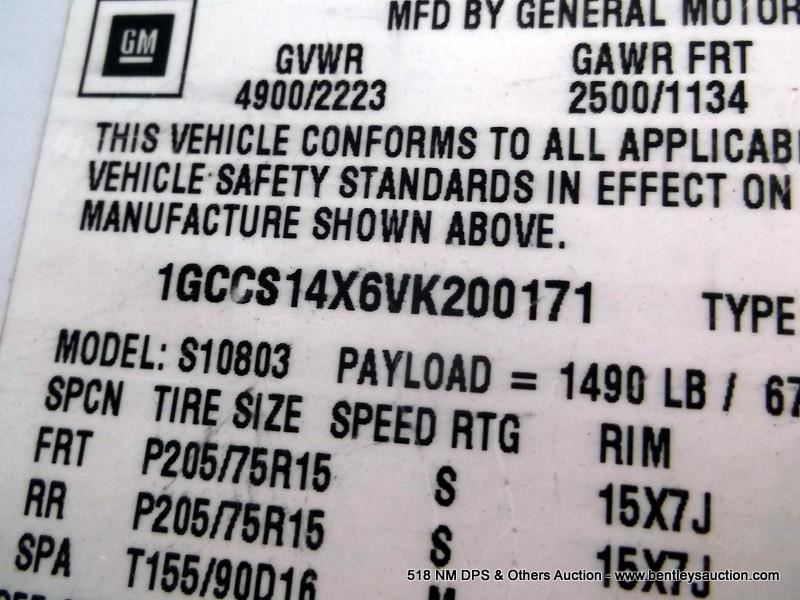 MFD BY GENERAL MOTOR
GM
GVWR GAWR FRT
4900/2223 2500/1134
THIS VEHICLE CONFORMS TO ALL APPLICAB
VEHICLE SAFETY STANDARDS IN EFFECT ON
MANUFACTURE SHOWN ABOVE.
1GCCS14X6VK200171 TYPE
MODEL: S10803 PAYLOAD = 1490 LB / 67
SPCN TIRE SIZE SPEED RTG RIM
FRT P205/75R15 S 15X7J
RR P205/75R15 S 15X7J
SPA T155/90D16 M
518 NM DPS & Others Auction - www.bentleysauction.com